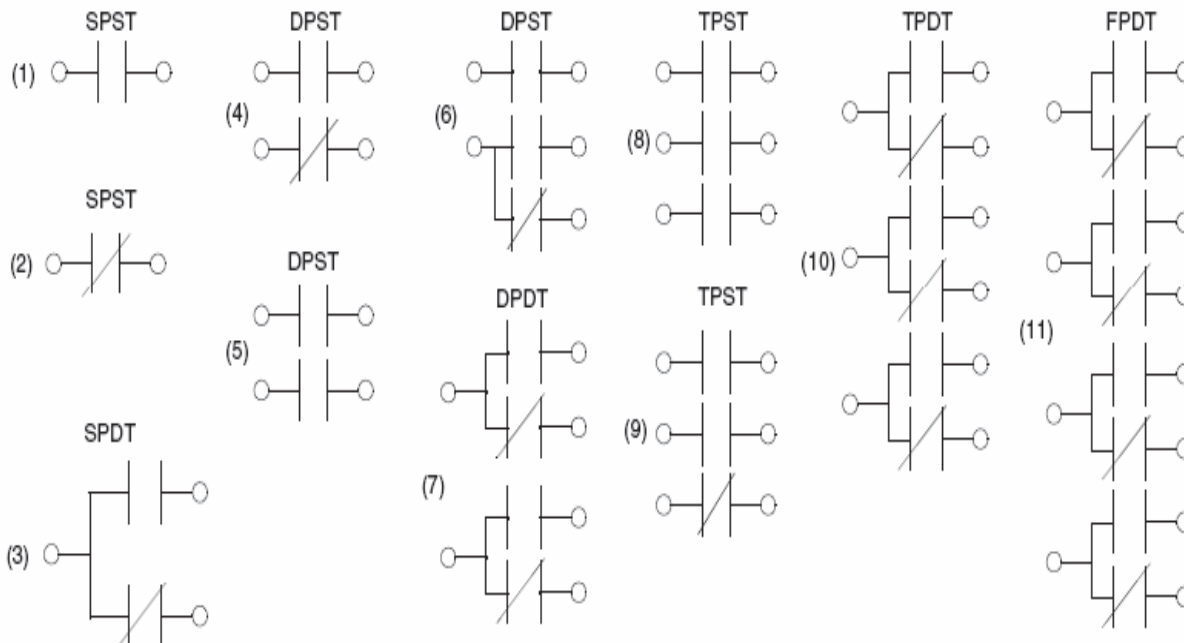 SPST
DPST
DPST
TPST
TPDT
FPDT
(1)
(4)
(6)
(8)
SPST
(2)
DPST
(10)
DPDT
TPST
(11)
(5)
SPDT
(9)
(7)
(3)